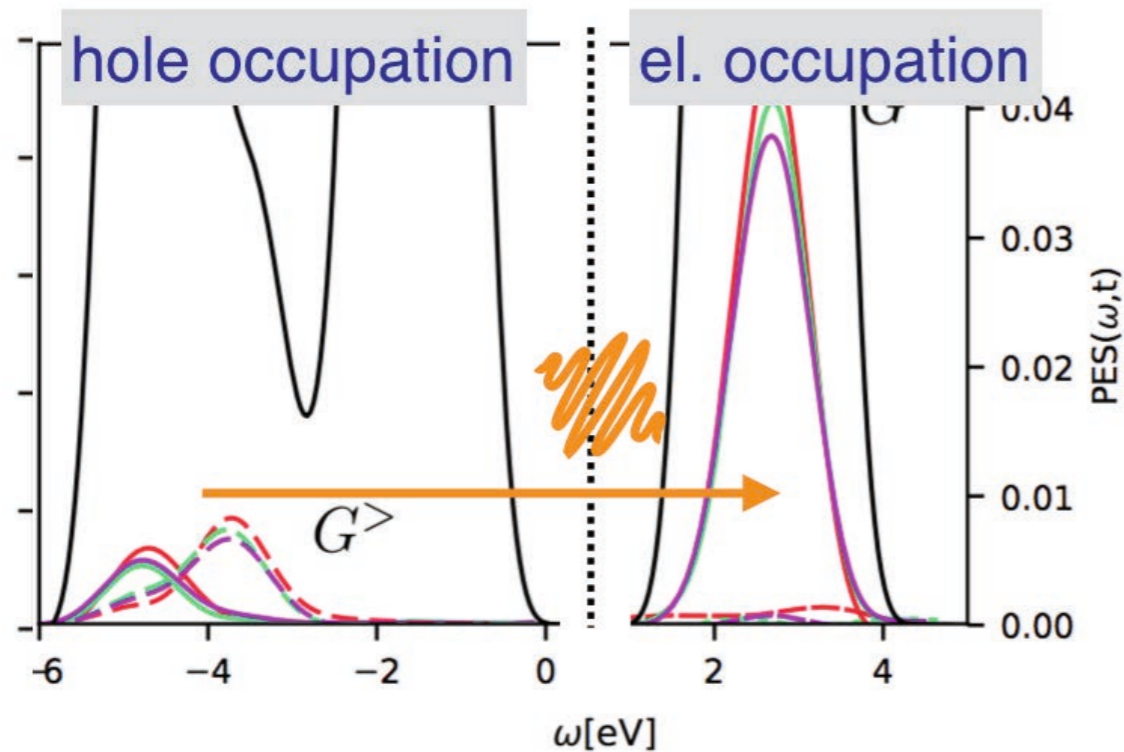 hole occupation
el. occupation
G
0.04
0.03
0.02
0.01
0.00
PES(ω,t)
G>
-6
−4
−2
0
2
4
ω[eV]